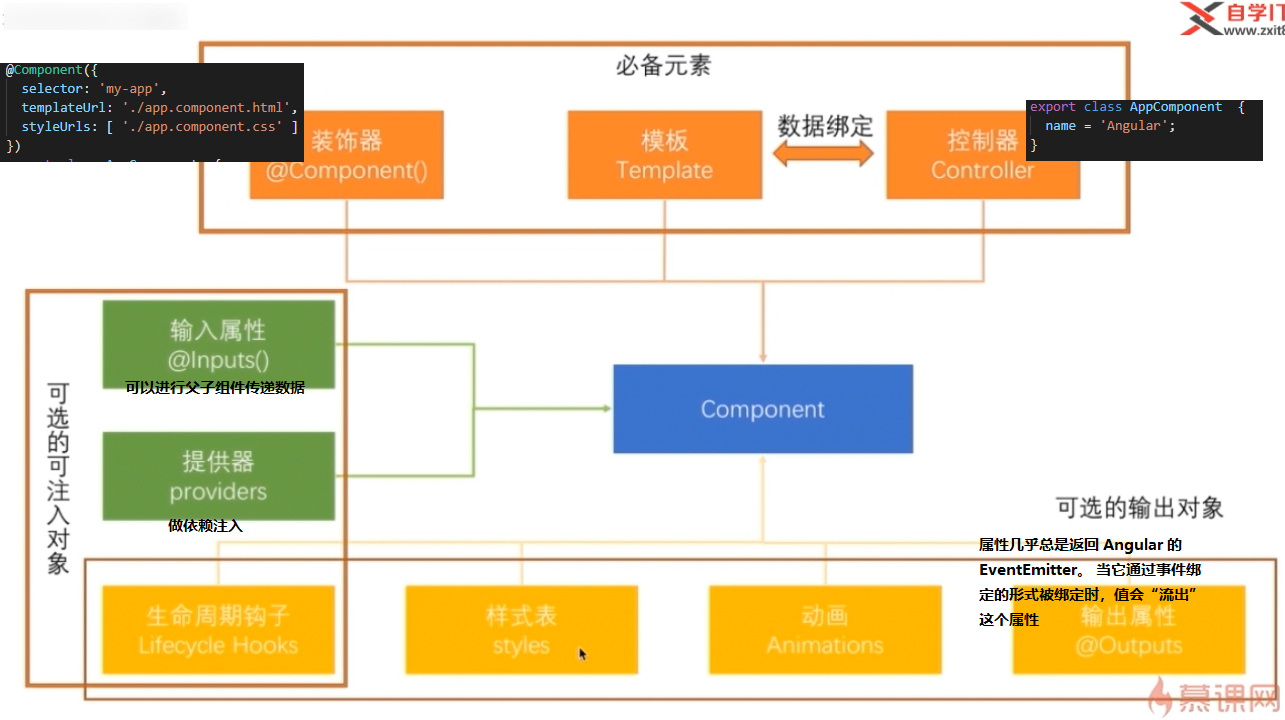 自学IT
www.zxit8
必备元素
@Component({
selector: 'my-app',
templateUrl: './app.component.html',
styleUrls: [ './app.component.css' ]
})
装饰器
@Component()
模板
Template
数据绑定
控制器
Controller
export class AppComponent {
name = 'Angular';
}
可选的可注入对象
输入属性
@Inputs()
可以进行父子组件传递数据
提供器
providers
做依赖注入
Component
可选的输出对象
属性几乎总是返回 Angular 的
EventEmitter。 当它通过事件绑
定的形式被绑定时，值会“流出”
这个属性
生命周期钩子
Lifecycle Hooks
样式表
styles
动画
Animations
输出属性
@Outputs
慕课网